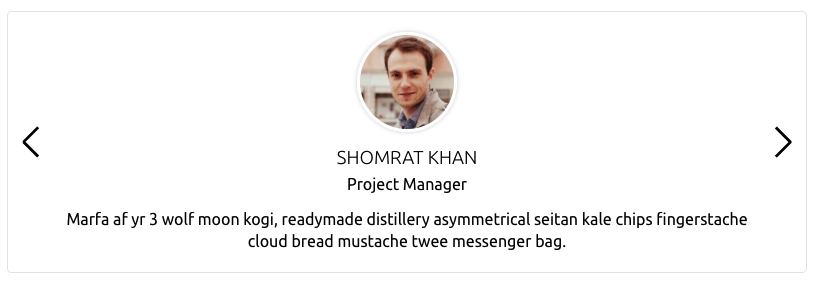 SHOMRAT KHAN
Project Manager
Marfa af yr 3 wolf moon kogi, readymade distillery asymmetrical seitan kale chips fingerstache
cloud bread mustache twee messenger bag.